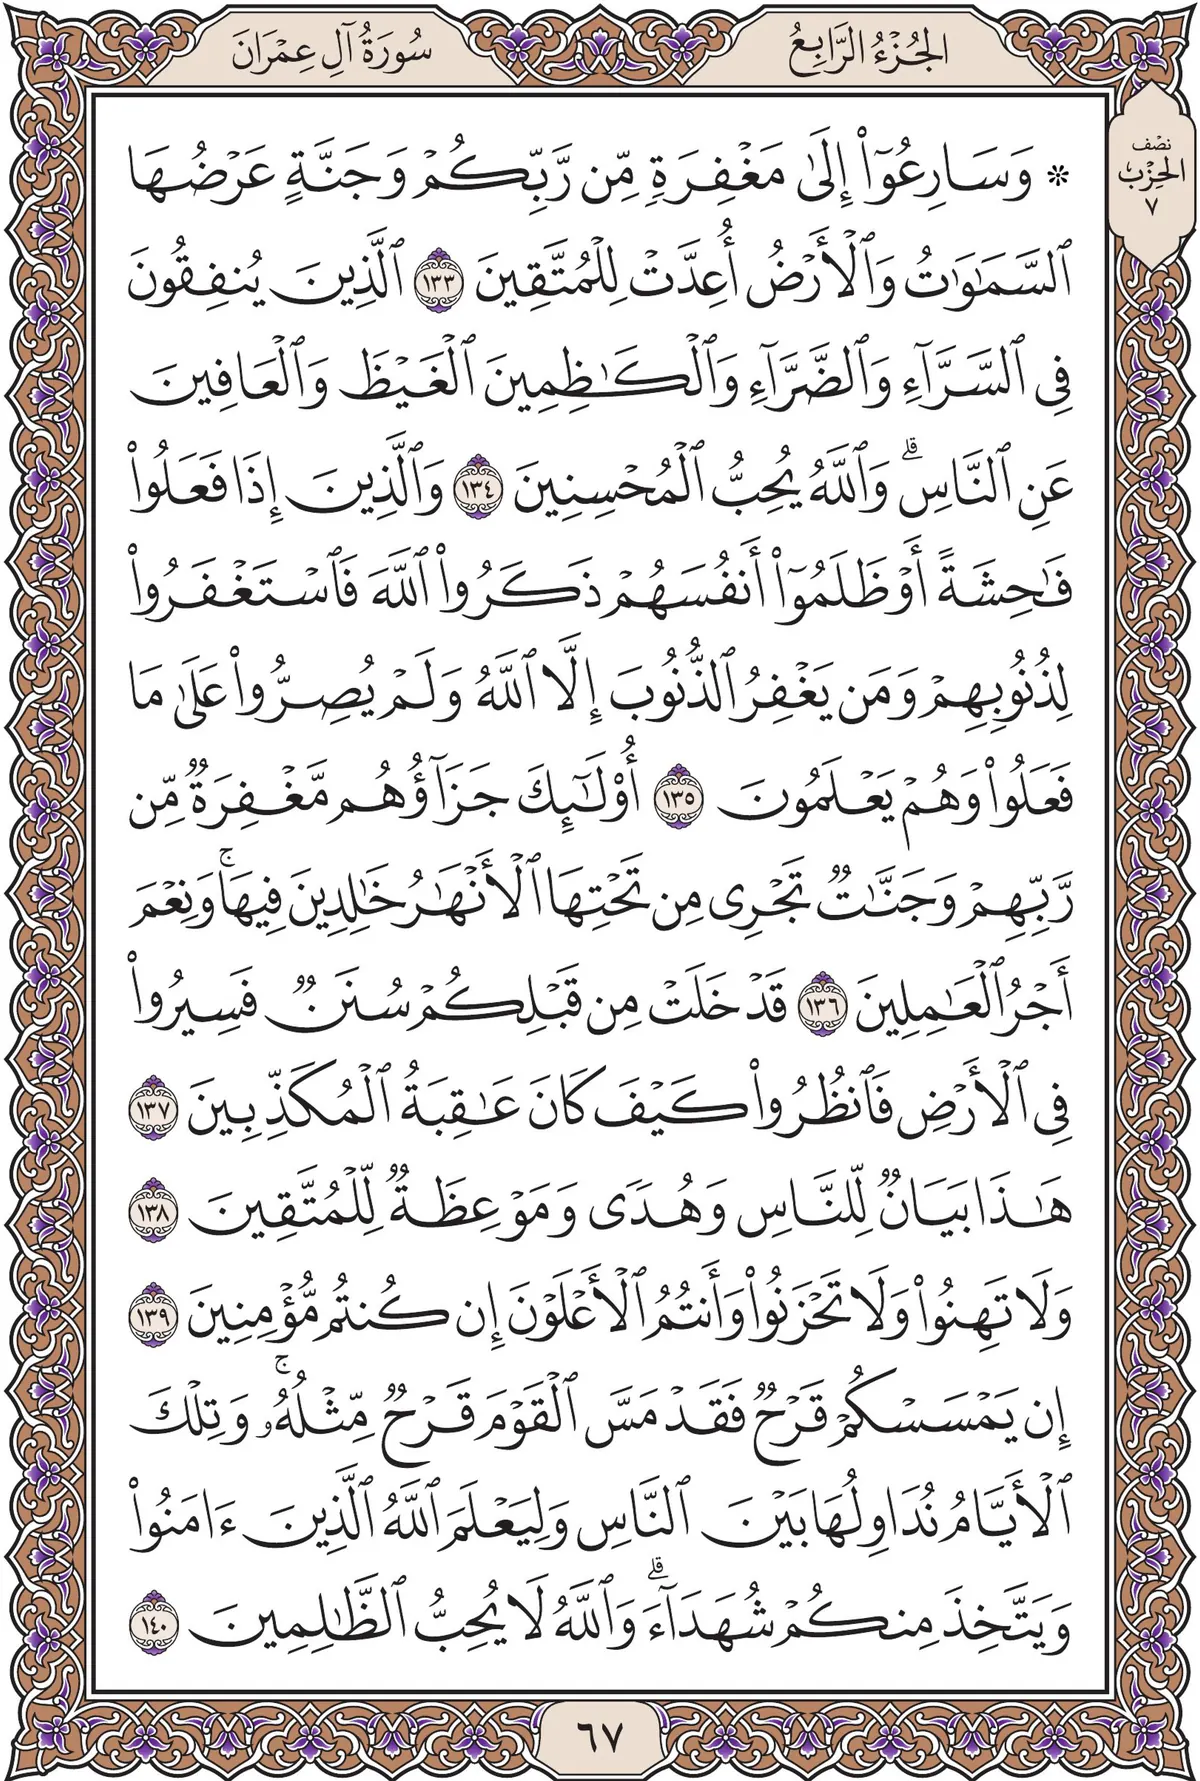 الجُزْءُ الرَّابِعُ
سُورَةُ آلِ عِمْرَانَ
نصف
الحِزْب
٧
* وَسَارِعُوٓا۟ إِلَىٰ مَغْفِرَةٍ مِّن رَّبِّكُمْ وَجَنَّةٍ عَرْضُهَا
ٱلسَّمَٰوَٰتُ وَٱلْأَرْضُ أُعِدَّتْ لِلْمُتَّقِينَ ١٣٣ ٱلَّذِينَ يُنفِقُونَ
فِى ٱلسَّرَّآءِ وَٱلضَّرَّآءِ وَٱلْكَٰظِمِينَ ٱلْغَيْظَ وَٱلْعَافِينَ
عَنِ ٱلنَّاسِ ۗ وَٱللَّهُ يُحِبُّ ٱلْمُحْسِنِينَ ١٣٤ وَٱلَّذِينَ إِذَا فَعَلُوا۟
فَٰحِشَةً أَوْ ظَلَمُوٓا۟ أَنفُسَهُمْ ذَكَرُوا۟ ٱللَّهَ فَٱسْتَغْفَرُوا۟
لِذُنُوبِهِمْ وَمَن يَغْفِرُ ٱلذُّنُوبَ إِلَّا ٱللَّهُ وَلَمْ يُصِرُّوا۟ عَلَىٰ مَا
فَعَلُوا۟ وَهُمْ يَعْلَمُونَ ١٣٥ أُو۟لَٰٓئِكَ جَزَآؤُهُم مَّغْفِرَةٌ مِّن
رَّبِّهِمْ وَجَنَّٰتٌ تَجْرِى مِن تَحْتِهَا ٱلْأَنْهَٰرُ خَٰلِدِينَ فِيهَا ۚ وَنِعْمَ
أَجْرُ ٱلْعَٰمِلِينَ ١٣٦ قَدْ خَلَتْ مِن قَبْلِكُمْ سُنَنٌ فَسِيرُوا۟
فِى ٱلْأَرْضِ فَٱنظُرُوا۟ كَيْفَ كَانَ عَٰقِبَةُ ٱلْمُكَذِّبِينَ ١٣٧
هَٰذَا بَيَانٌ لِّلنَّاسِ وَهُدًى وَمَوْعِظَةٌ لِّلْمُتَّقِينَ ١٣٨
وَلَا تَهِنُوا۟ وَلَا تَحْزَنُوا۟ وَأَنتُمُ ٱلْأَعْلَوْنَ إِن كُنتُم مُّؤْمِنِينَ ١٣٩
إِن يَمْسَسْكُمْ قَرْحٌ فَقَدْ مَسَّ ٱلْقَوْمَ قَرْحٌ مِّثْلُهُۥ ۚ وَتِلْكَ
ٱلْأَيَّامُ نُدَاوِلُهَا بَيْنَ ٱلنَّاسِ وَلِيَعْلَمَ ٱللَّهُ ٱلَّذِينَ ءَامَنُوا۟
وَيَتَّخِذَ مِنكُمْ شُهَدَآءَ ۗ وَٱللَّهُ لَا يُحِبُّ ٱلظَّٰلِمِينَ ١٤٠
٦٧